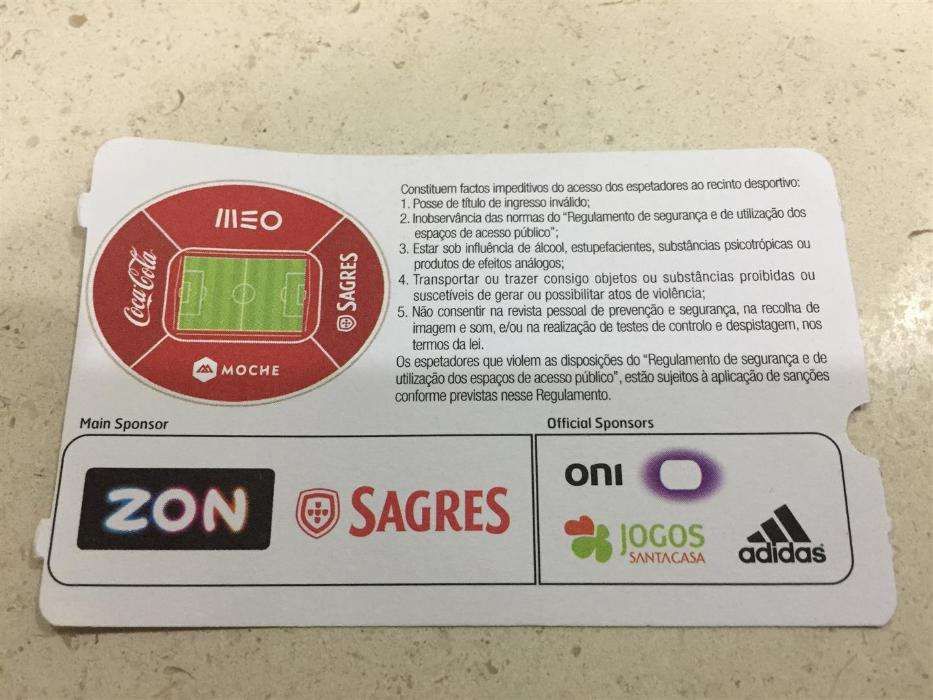 MEO
Coca-Cola
SAGRES
MOCHE
Constituem factos impeditivos do acesso dos espetadores ao recinto desportivo:
1. Posse de título de ingresso inválido;
2. Inobservância das normas do "Regulamento de segurança e de utilização dos
espaços de acesso público";
3. Estar sob influência de álcool, estupefacientes, substâncias psicotrópicas ou
produtos de efeitos análogos;
4. Transportar ou trazer consigo objetos ou substâncias proibidas ou
suscetíveis de gerar ou possibilitar atos de violência;
5. Não consentir na revista pessoal de prevenção e segurança, na recolha de
imagem e som, e/ou na realização de testes de controlo e despistagem, nos
termos da lei.
Os espetadores que violem as disposições do "Regulamento de segurança e de
utilização dos espaços de acesso público", estão sujeitos à aplicação de sanções
conforme previstas nesse Regulamento.
Main Sponsor
ZON
SAGRES
Official Sponsors
oni
JOGOS
SANTACASA
adidas